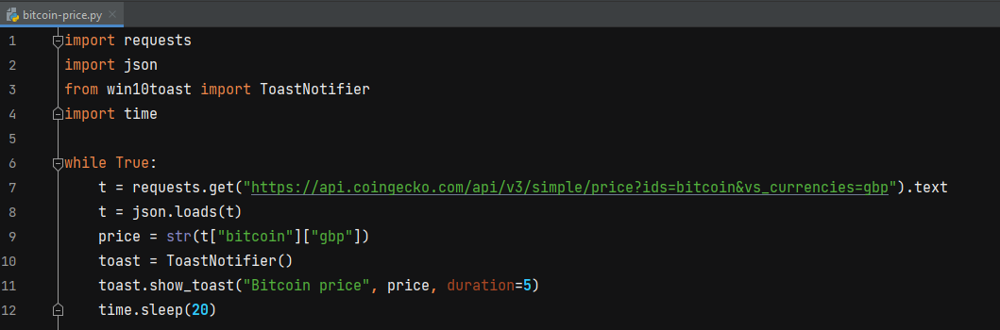 bitcoin-price.py
1 import requests
2 import json
3 from win10toast import ToastNotifier
4 import time
5
6 while True:
7     t = requests.get("https://api.coingecko.com/api/v3/simple/price?ids=bitcoin&vs_currencies=gbp").text
8     t = json.loads(t)
9     price = str(t["bitcoin"]["gbp"])
10     toast = ToastNotifier()
11     toast.show_toast("Bitcoin price", price, duration=5)
12     time.sleep(20)